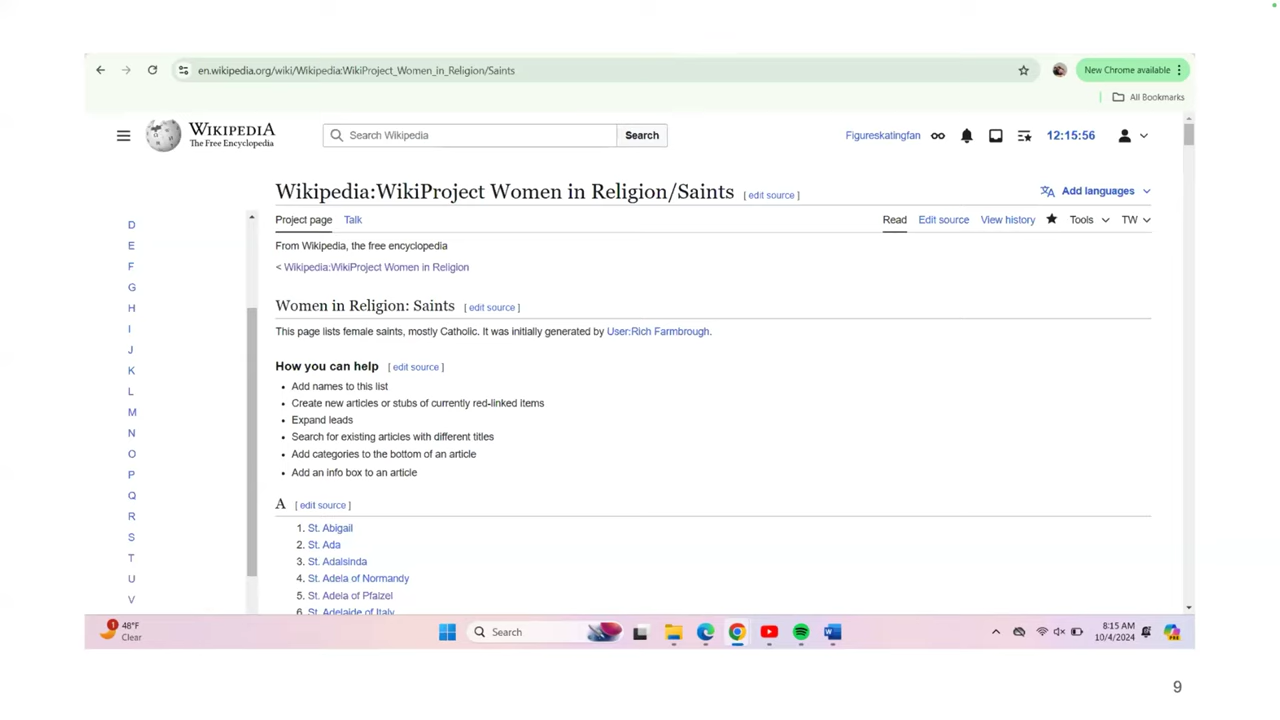 en.wikipedia.org/wiki/Wikipedia:WikiProject_Women_in_Religion/Saints
New Chrome available
All Bookmarks
WIKIPEDIA
The Free Encyclopedia
Search Wikipedia
Search
Figureskatingfan
12:15:56
Wikipedia:WikiProject Women in Religion/Saints [ edit source ]
Add languages
Project page Talk
Read Edit source View history Tools TW
From Wikipedia, the free encyclopedia
< Wikipedia:WikiProject Women in Religion
Women in Religion: Saints [ edit source ]
This page lists female saints, mostly Catholic. It was initially generated by User:Rich Farmbrough.
How you can help [ edit source ]
• Add names to this list
• Create new articles or stubs of currently red-linked items
• Expand leads
• Search for existing articles with different titles
• Add categories to the bottom of an article
• Add an info box to an article
A [ edit source ]
1. St. Abigail
2. St. Ada
3. St. Adalsinda
4. St. Adela of Normandy
5. St. Adela of Pfalzel
6. St. Adelaide of Italy
D
E
F
G
H
I
J
K
L
M
N
O
P
Q
R
S
T
U
V
1
48°F
Clear
Search
8:15 AM
10/4/2024
9